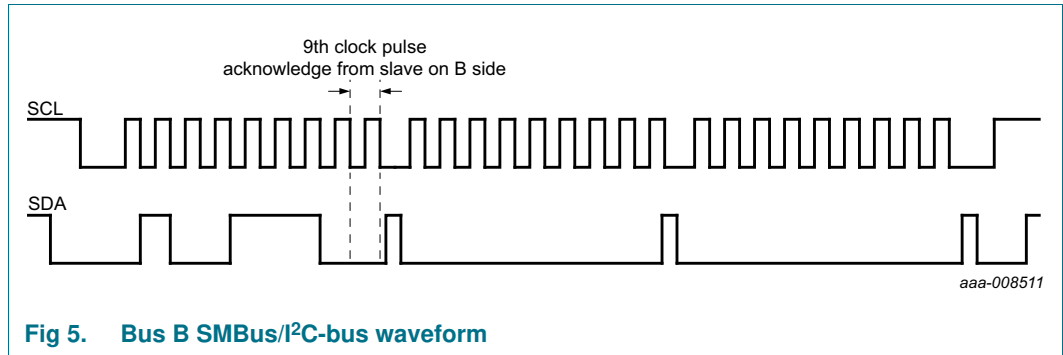 9th clock pulse
acknowledge from slave on B side
SCL
SDA
aaa-008511
Fig 5. Bus B SMBus/I²C-bus waveform